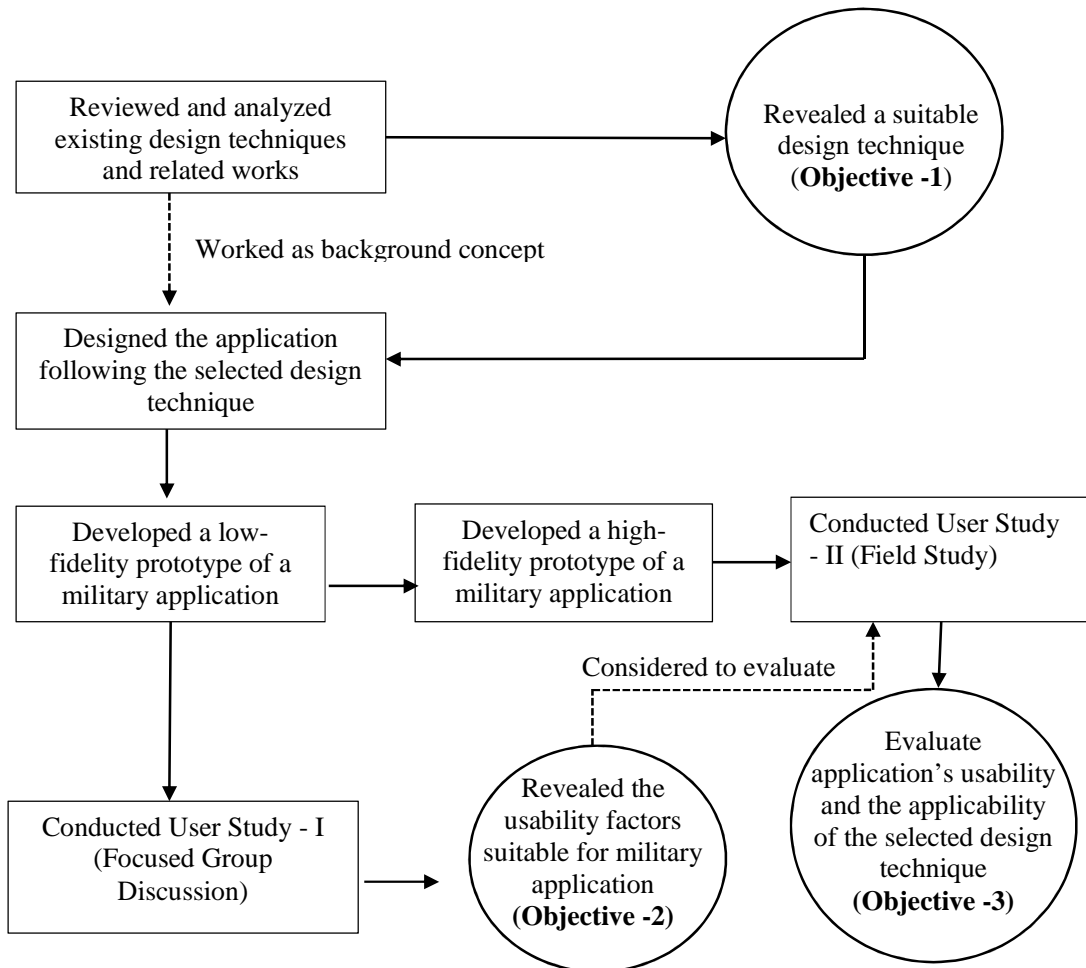 Reviewed and analyzed
existing design techniques
and related works
Revealed a suitable
design technique
(Objective -1)
Worked as background concept
Designed the application
following the selected design
technique
Developed a low-
fidelity prototype of a
military application
Developed a high-
fidelity prototype of a
military application
Conducted User Study
- II (Field Study)
Considered to evaluate
Conducted User Study - I
(Focused Group
Discussion)
Revealed the
usability factors
suitable for military
application
(Objective -2)
Evaluate
application’s usability
and the applicability
of the selected design
technique
(Objective -3)